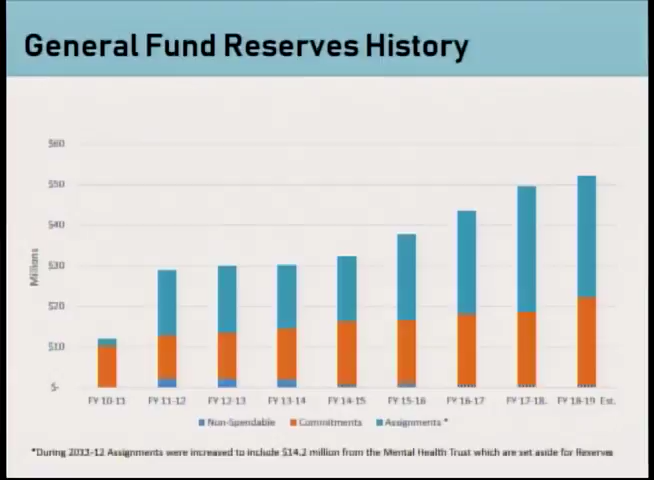 General Fund Reserves History
$60
$50
$40
$30
$20
$10
$-
Millions
FY 10-11 FY 11-12 FY 12-13 FY 13-14 FY 14-15 FY 15-16 FY 16-17 FY 17-18. FY 18-19 Est.
Non-Spendable Commitments Assignments *
*During 2011-12 Assignments were increased to include $14.2 million from the Mental Health Trust which are set aside for Reserves